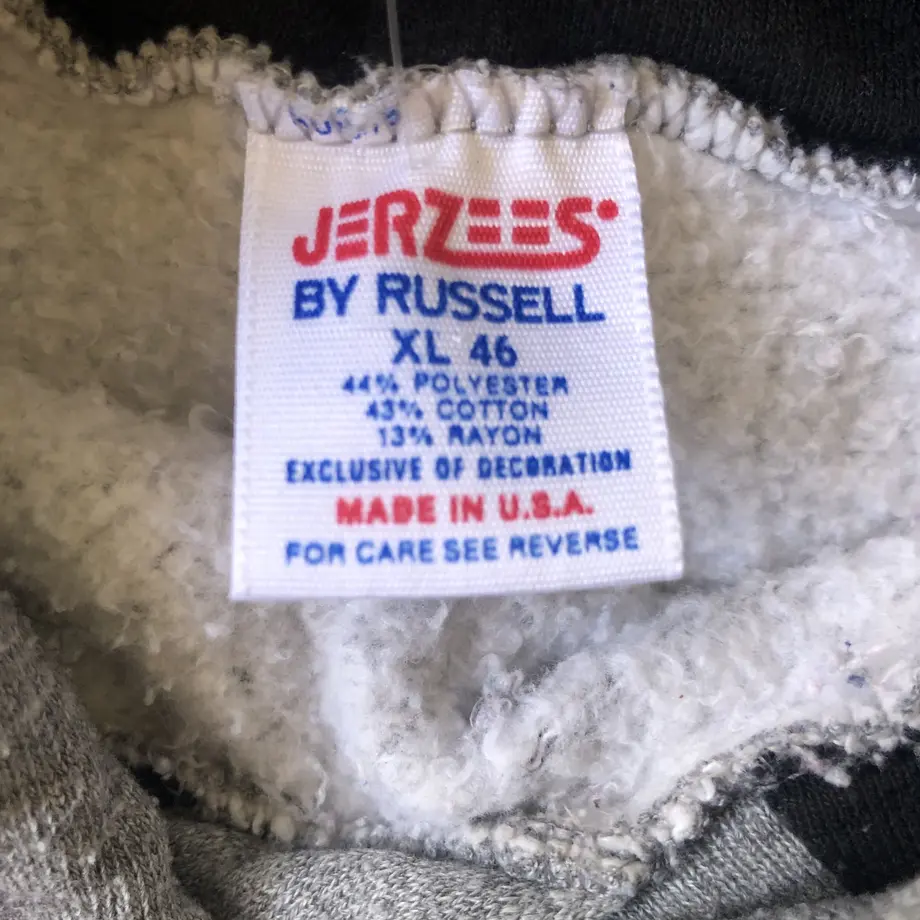 JERZEES
BY RUSSELL
XL 46
44% POLYESTER
43% COTTON
13% RAYON
EXCLUSIVE OF DECORATION
MADE IN U.S.A.
FOR CARE SEE REVERSE